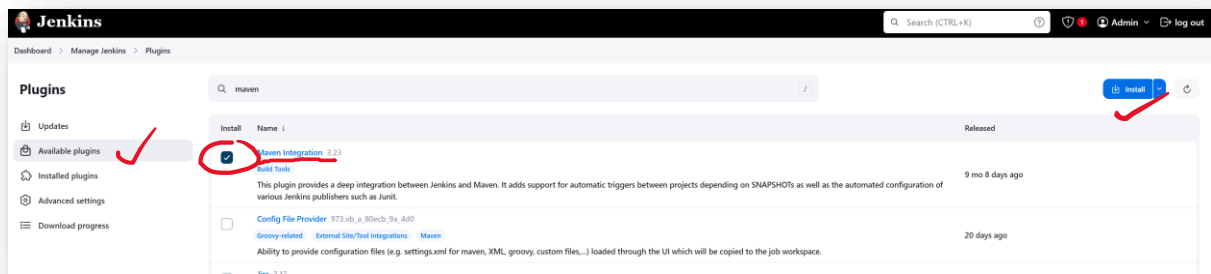 Jenkins
Search (CTRL+K)
1
Admin
log out
Dashboard > Manage Jenkins > Plugins
Plugins
maven
/
Install
Updates
Available plugins
Installed plugins
Advanced settings
Download progress
Install Name ↓ Released
Maven Integration 3.23
Build Tools
This plugin provides a deep integration between Jenkins and Maven. It adds support for automatic triggers between projects depending on SNAPSHOTs as well as the automated configuration of
various Jenkins publishers such as Junit.
9 mo 8 days ago
Config File Provider 973.vb_a_80ecb_9a_4d0
Groovy-related External Site/Tool Integrations Maven
Ability to provide configuration files (e.g. settings.xml for maven, XML, groovy, custom files,...) loaded through the UI which will be copied to the job workspace.
20 days ago